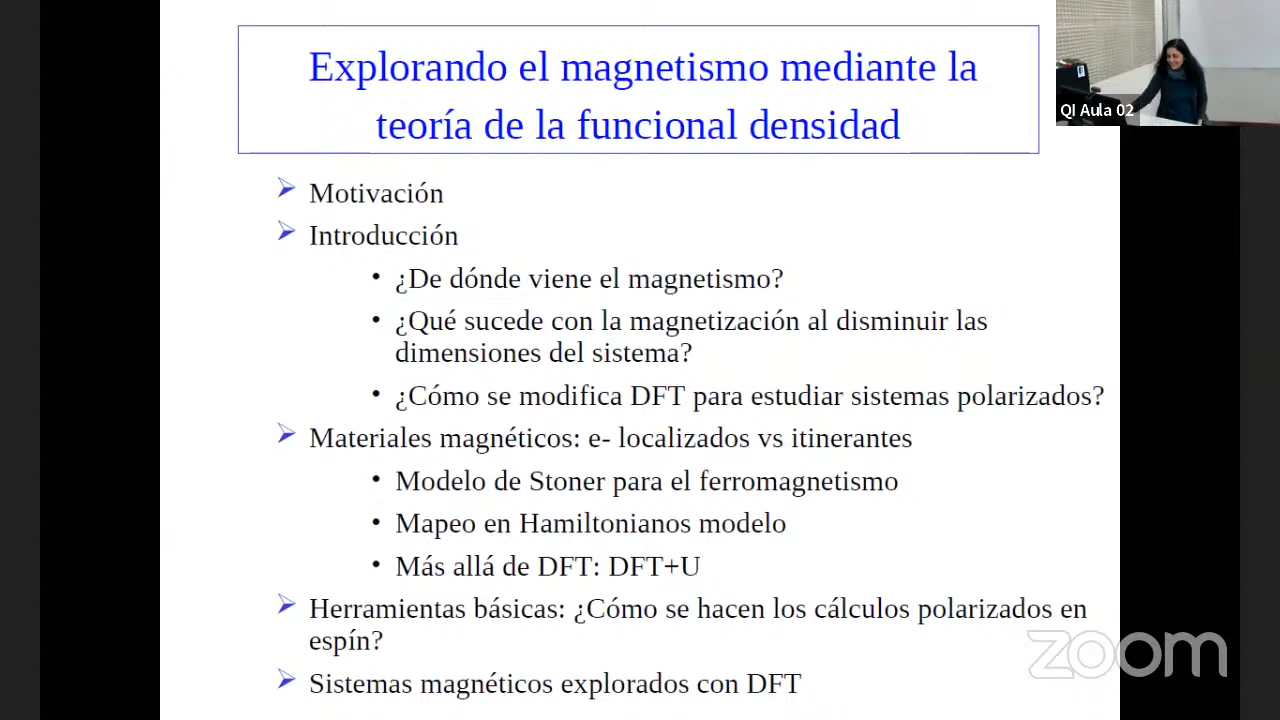 Explorando el magnetismo mediante la
teoría de la funcional densidad
Motivación
Introducción
• ¿De dónde viene el magnetismo?
• ¿Qué sucede con la magnetización al disminuir las
dimensiones del sistema?
• ¿Cómo se modifica DFT para estudiar sistemas polarizados?
Materiales magnéticos: e- localizados vs itinerantes
• Modelo de Stoner para el ferromagnetismo
• Mapeo en Hamiltonianos modelo
• Más allá de DFT: DFT+U
Herramientas básicas: ¿Cómo se hacen los cálculos polarizados en
espín?
Sistemas magnéticos explorados con DFT
QI Aula 02
zoom